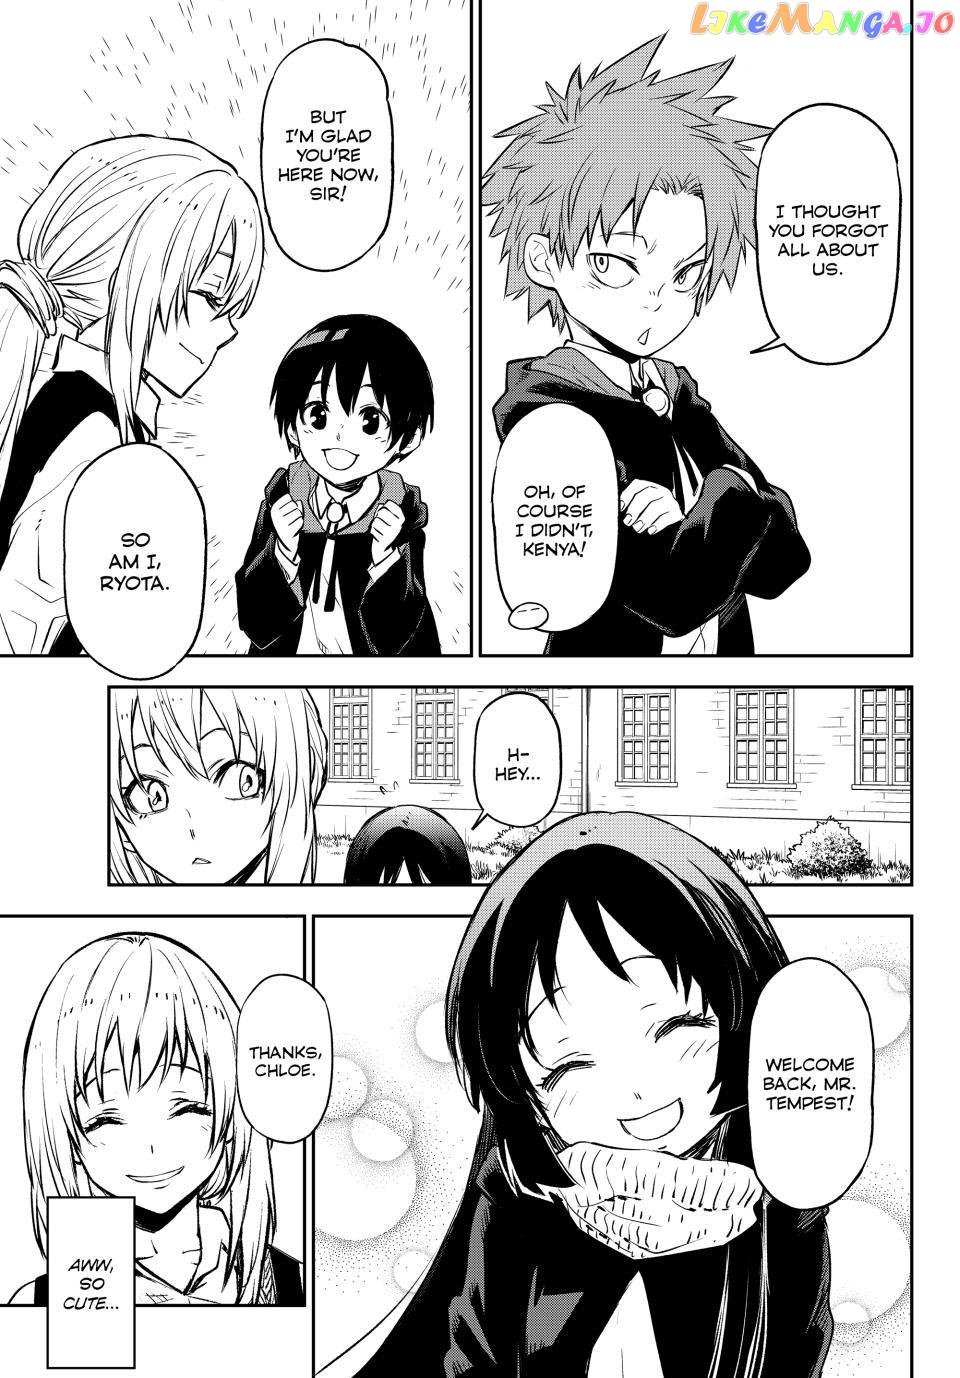 LIKEMANGA.IO
I THOUGHT
YOU FORGOT
ALL ABOUT
US.
OH, OF
COURSE
I DIDN'T,
KENYA!
BUT
I'M GLAD
YOU'RE
HERE NOW,
SIR!
SO
AM I,
RYOTA.
H-
HEY...
WELCOME
BACK, MR.
TEMPEST!
THANKS,
CHLOE.
AWW,
SO
CUTE...